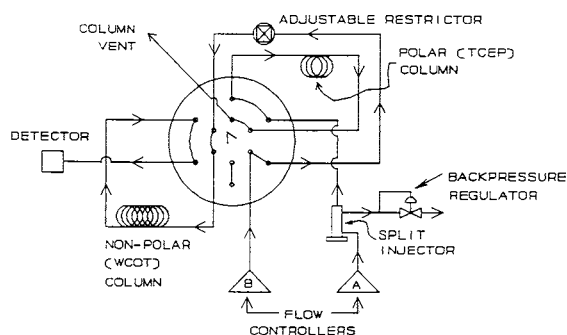 ADJUSTABLE RESTRICTOR
COLUMN
VENT
POLAR (TCEP)
COLUMN
DETECTOR
BACKPRESSURE
REGULATOR
SPLIT
INJECTOR
NON-POLAR
(WCOT)
COLUMN
B
A
FLOW
CONTROLLERS